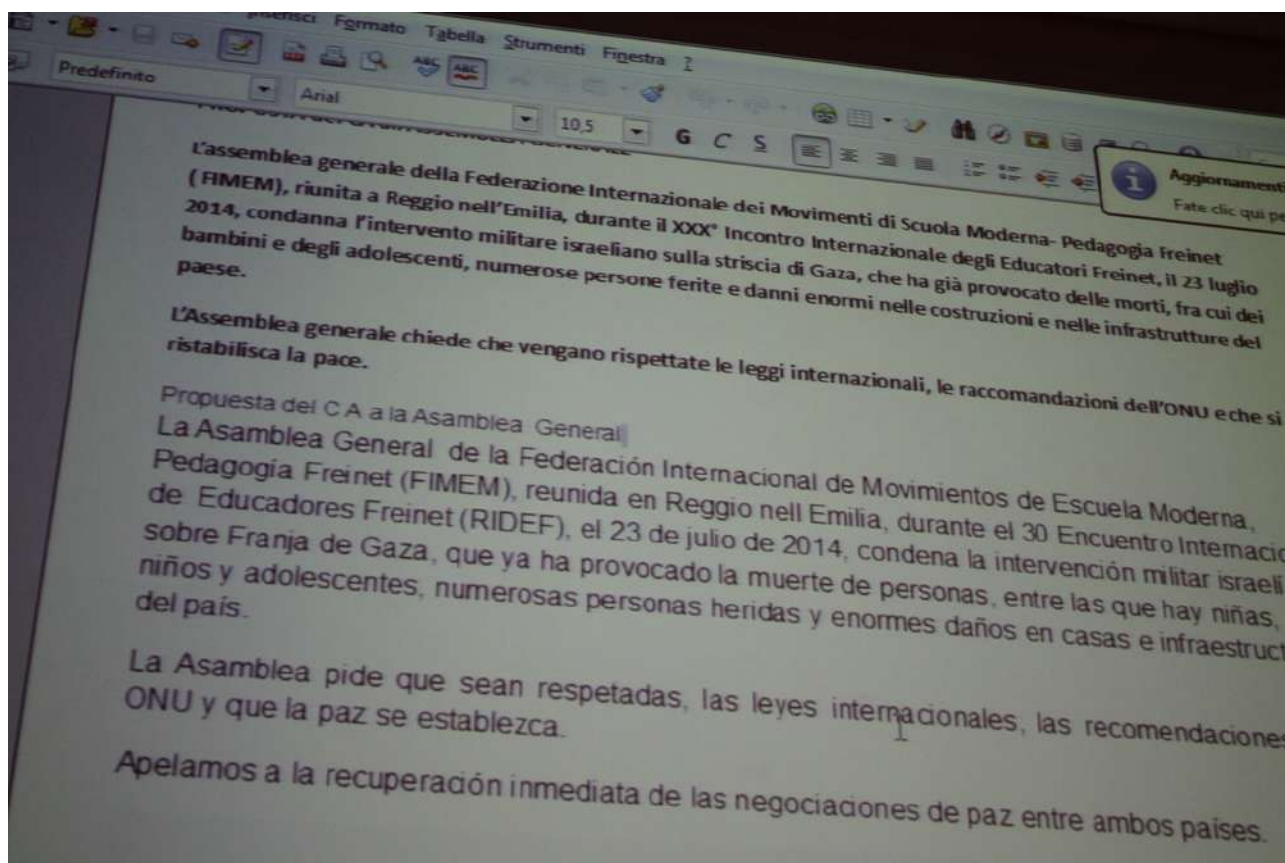 Formato Tabella Strumenti Finestra ?
Predefinito Arial 10,5 G C S
Aggiornamenti
Fate clic qui pe
L'assemblea generale della Federazione Internazionale dei Movimenti di Scuola Moderna- Pedagogia Freinet
( FIMEM), riunita a Reggio nell'Emilia, durante il XXX° Incontro Internazionale degli Educatori Freinet, il 23 luglio
2014, condanna l'intervento militare israeliano sulla striscia di Gaza, che ha già provocato delle morti, fra cui dei
bambini e degli adolescenti, numerose persone ferite e danni enormi nelle costruzioni e nelle infrastrutture del
paese.
L'Assemblea generale chiede che vengano rispettate le leggi internazionali, le raccomandazioni dell'ONU e che si
ristabilisca la pace.
Propuesta del C A a la Asamblea General
La Asamblea General de la Federación Internacional de Movimientos de Escuela Moderna,
Pedagogia Freinet (FIMEM), reunida en Reggio nell Emilia, durante el 30 Encuentro Internacio
de Educadores Freinet (RIDEF), el 23 de julio de 2014, condena la intervención militar israelí
sobre Franja de Gaza, que ya ha provocado la muerte de personas, entre las que hay niñas,
niños y adolescentes, numerosas personas heridas y enormes daños en casas e infraestruct
del país.
La Asamblea pide que sean respetadas, las leyes internacionales, las recomendaciones
ONU y que la paz se establezca.
Apelamos a la recuperación inmediata de las negociaciones de paz entre ambos países.